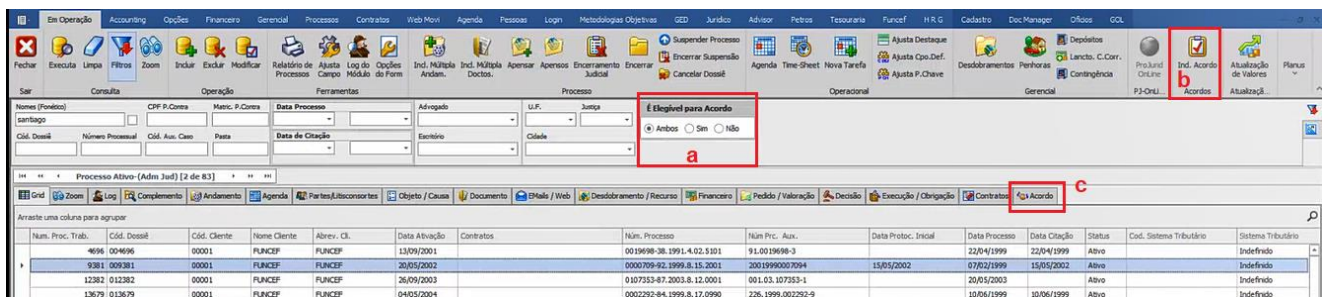 Em Operação Accounting Opções Financeiro Gerencial Processos Contratos Web Movi Agenda Pessoas Login Metodologias Objetivas GED Jurídico Advisor Petros Tesouraria Funcef H R G Cadastro Doc Manager Ofícios GCL
Fechar Executa Limpa Filtros Zoom Incluir Excluir Modificar Relatório de Processos Ajusta Campo Log do Módulo Opções do Form Ind. Múltipla Andam. Ind. Múltipla Doctos. Apensar Apensos Encerramento Judicial Encerrar
Suspender Processo
Encerrar Suspensão
Cancelar Dossiê
Agenda Time-Sheet Nova Tarefa
Ajusta Destaque
Ajusta Cpo.Def.
Ajusta P.Chave
Desdobramentos Penhoras
Depósitos
Lancto. C.Corr.
Contingência
ProJurid OnLine
Ind. Acordo
b
Atualização de Valores
Planus
Sair Consulta Operação Ferramentas Processo Operacional Gerencial PJ-OnLi... Acordos Atualizaçã...
Nomes (Fonético) CPF P.Contra Matric. P.Contra Data Processo Advogado U.F. Justiça É Elegível para Acordo
santiago
Ambos Sim Não
Cód. Dossiê Número Processual Cód. Aux. Caso Pasta Data de Citação Escritório Cidade
a
Processo Ativo-(Adm Jud) [2 de 83]
c
Grid Zoom Log Complemento Andamento Agenda Partes/Litisconsortes Objeto / Causa Documento EMails / Web Desdobramento / Recurso Financeiro Pedido / Valoração Decisão Execução / Obrigação Contratos Acordo
Arraste uma coluna para agrupar
Num. Proc. Trab. Cód. Dossiê Cód. Cliente Nome Cliente Abrev. Cli. Data Ativação Contratos Núm. Processo Núm Prc. Aux. Data Protoc. Inicial Data Processo Data Citação Status Cod. Sistema Tributário Sistema Tributário
4696 004696 00001 FUNCEF FUNCEF 13/09/2001 0019698-38.1991.4.02.5101 91.0019698-3 22/04/1999 22/04/1999 Ativo Indefinido
9381 009381 00001 FUNCEF FUNCEF 20/05/2002 0000709-92.1999.8.15.2001 20019990007094 15/05/2002 07/02/1999 15/05/2002 Ativo Indefinido
12382 012382 00001 FUNCEF FUNCEF 26/09/2003 0107353-87.2003.8.12.0001 001.03.107353-1 20/05/2003 Ativo Indefinido
13679 013679 00001 FUNCEF FUNCEF 04/05/2004 0002292-84.1999.8.17.0990 226.1999.002292-9 10/06/1999 10/06/1999 Ativo Indefinido